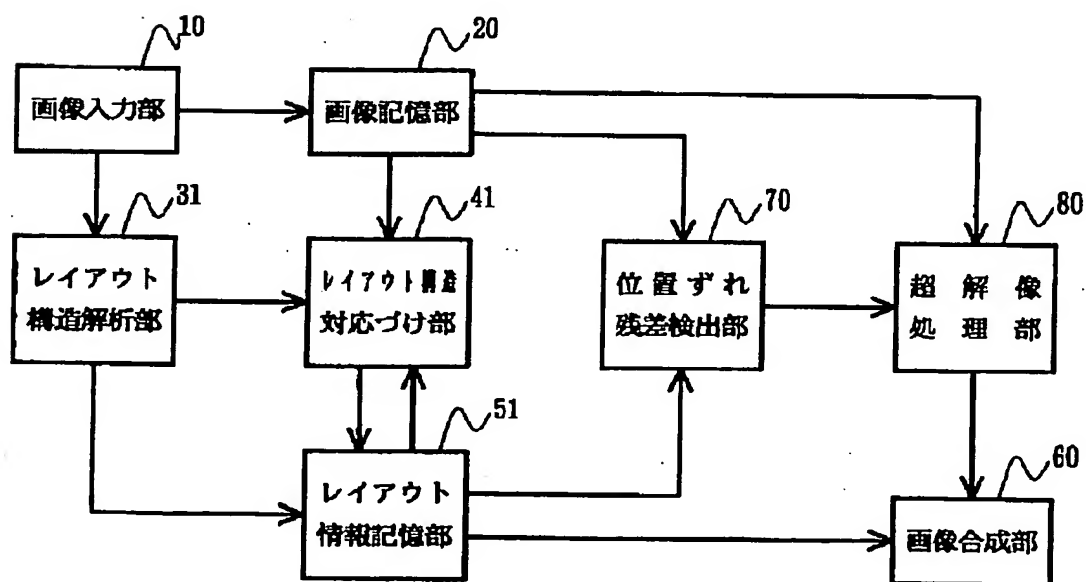 10
画像入力部
20
画像記憶部
31
レイアウト
構造解析部
41
レイアウト構造
対応づけ部
70
位置ずれ
残差検出部
80
超解像
処理部
51
レイアウト
情報記憶部
60
画像合成部